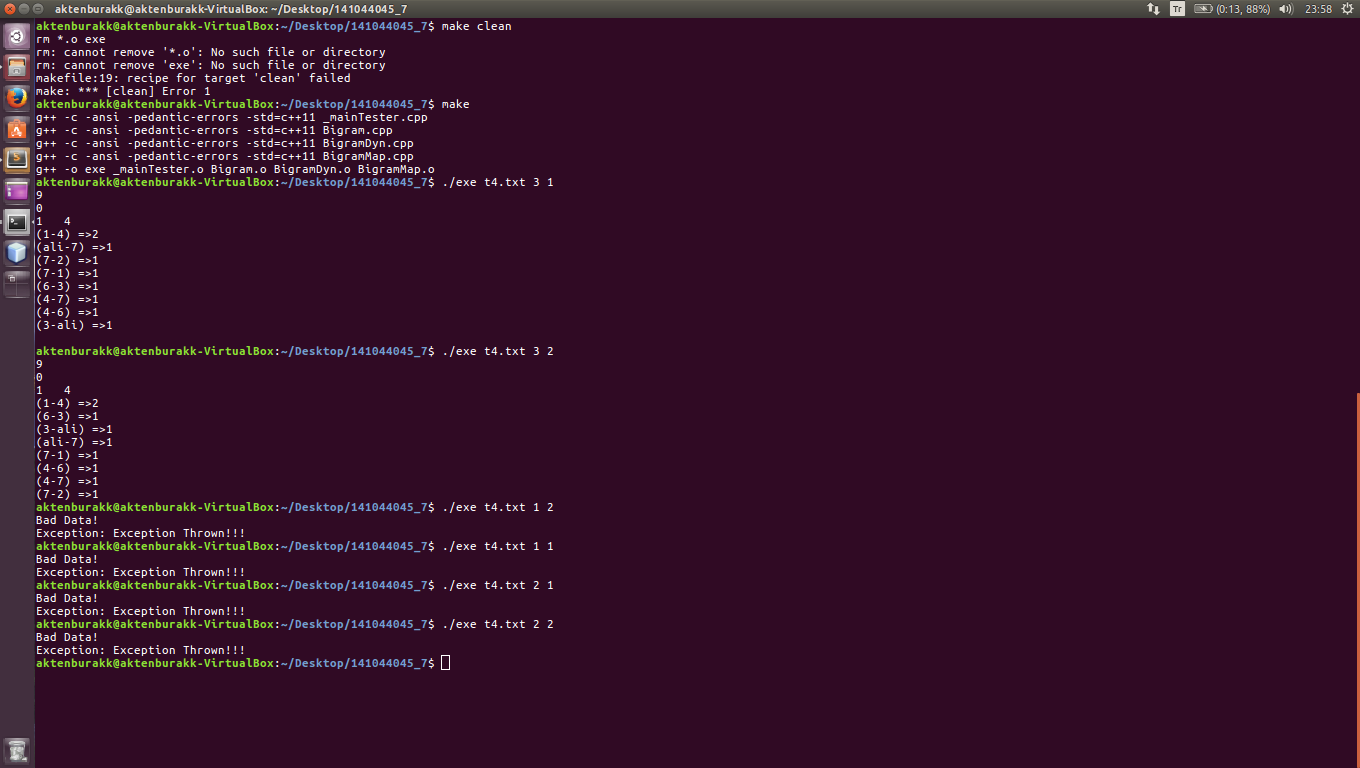 aktenburakk@aktenburakk-VirtualBox: ~/Desktop/141044045_7
Tr
(0:13, 88%)
23:58
aktenburakk@aktenburakk-VirtualBox:~/Desktop/141044045_7$ make clean
rm *.o exe
rm: cannot remove '*.o': No such file or directory
rm: cannot remove 'exe': No such file or directory
makefile:19: recipe for target 'clean' failed
make: *** [clean] Error 1
aktenburakk@aktenburakk-VirtualBox:~/Desktop/141044045_7$ make
g++ -c -ansi -pedantic-errors -std=c++11 _mainTester.cpp
g++ -c -ansi -pedantic-errors -std=c++11 Bigram.cpp
g++ -c -ansi -pedantic-errors -std=c++11 BigramDyn.cpp
g++ -c -ansi -pedantic-errors -std=c++11 BigramMap.cpp
g++ -o exe _mainTester.o Bigram.o BigramDyn.o BigramMap.o
aktenburakk@aktenburakk-VirtualBox:~/Desktop/141044045_7$ ./exe t4.txt 3 1
9
0
1   4
(1-4) =>2
(ali-7) =>1
(7-2) =>1
(7-1) =>1
(6-3) =>1
(4-7) =>1
(4-6) =>1
(3-ali) =>1
aktenburakk@aktenburakk-VirtualBox:~/Desktop/141044045_7$ ./exe t4.txt 3 2
9
0
1   4
(1-4) =>2
(6-3) =>1
(3-ali) =>1
(ali-7) =>1
(7-1) =>1
(4-6) =>1
(4-7) =>1
(7-2) =>1
aktenburakk@aktenburakk-VirtualBox:~/Desktop/141044045_7$ ./exe t4.txt 1 2
Bad Data!
Exception: Exception Thrown!!!
aktenburakk@aktenburakk-VirtualBox:~/Desktop/141044045_7$ ./exe t4.txt 1 1
Bad Data!
Exception: Exception Thrown!!!
aktenburakk@aktenburakk-VirtualBox:~/Desktop/141044045_7$ ./exe t4.txt 2 1
Bad Data!
Exception: Exception Thrown!!!
aktenburakk@aktenburakk-VirtualBox:~/Desktop/141044045_7$ ./exe t4.txt 2 2
Bad Data!
Exception: Exception Thrown!!!
aktenburakk@aktenburakk-VirtualBox:~/Desktop/141044045_7$